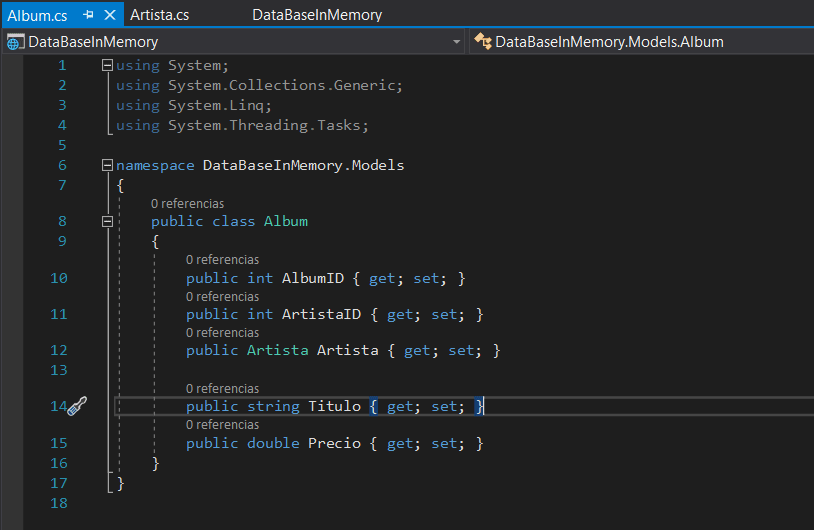 Album.cs Artista.cs DataBaseInMemory
DataBaseInMemory DataBaseInMemory.Models.Album
1 using System;
2 using System.Collections.Generic;
3 using System.Linq;
4 using System.Threading.Tasks;
5
6 namespace DataBaseInMemory.Models
7 {
0 referencias
8 public class Album
9 {
0 referencias
10 public int AlbumID { get; set; }
0 referencias
11 public int ArtistaID { get; set; }
0 referencias
12 public Artista Artista { get; set; }
13
0 referencias
14 public string Titulo { get; set; }
0 referencias
15 public double Precio { get; set; }
16 }
17 }
18